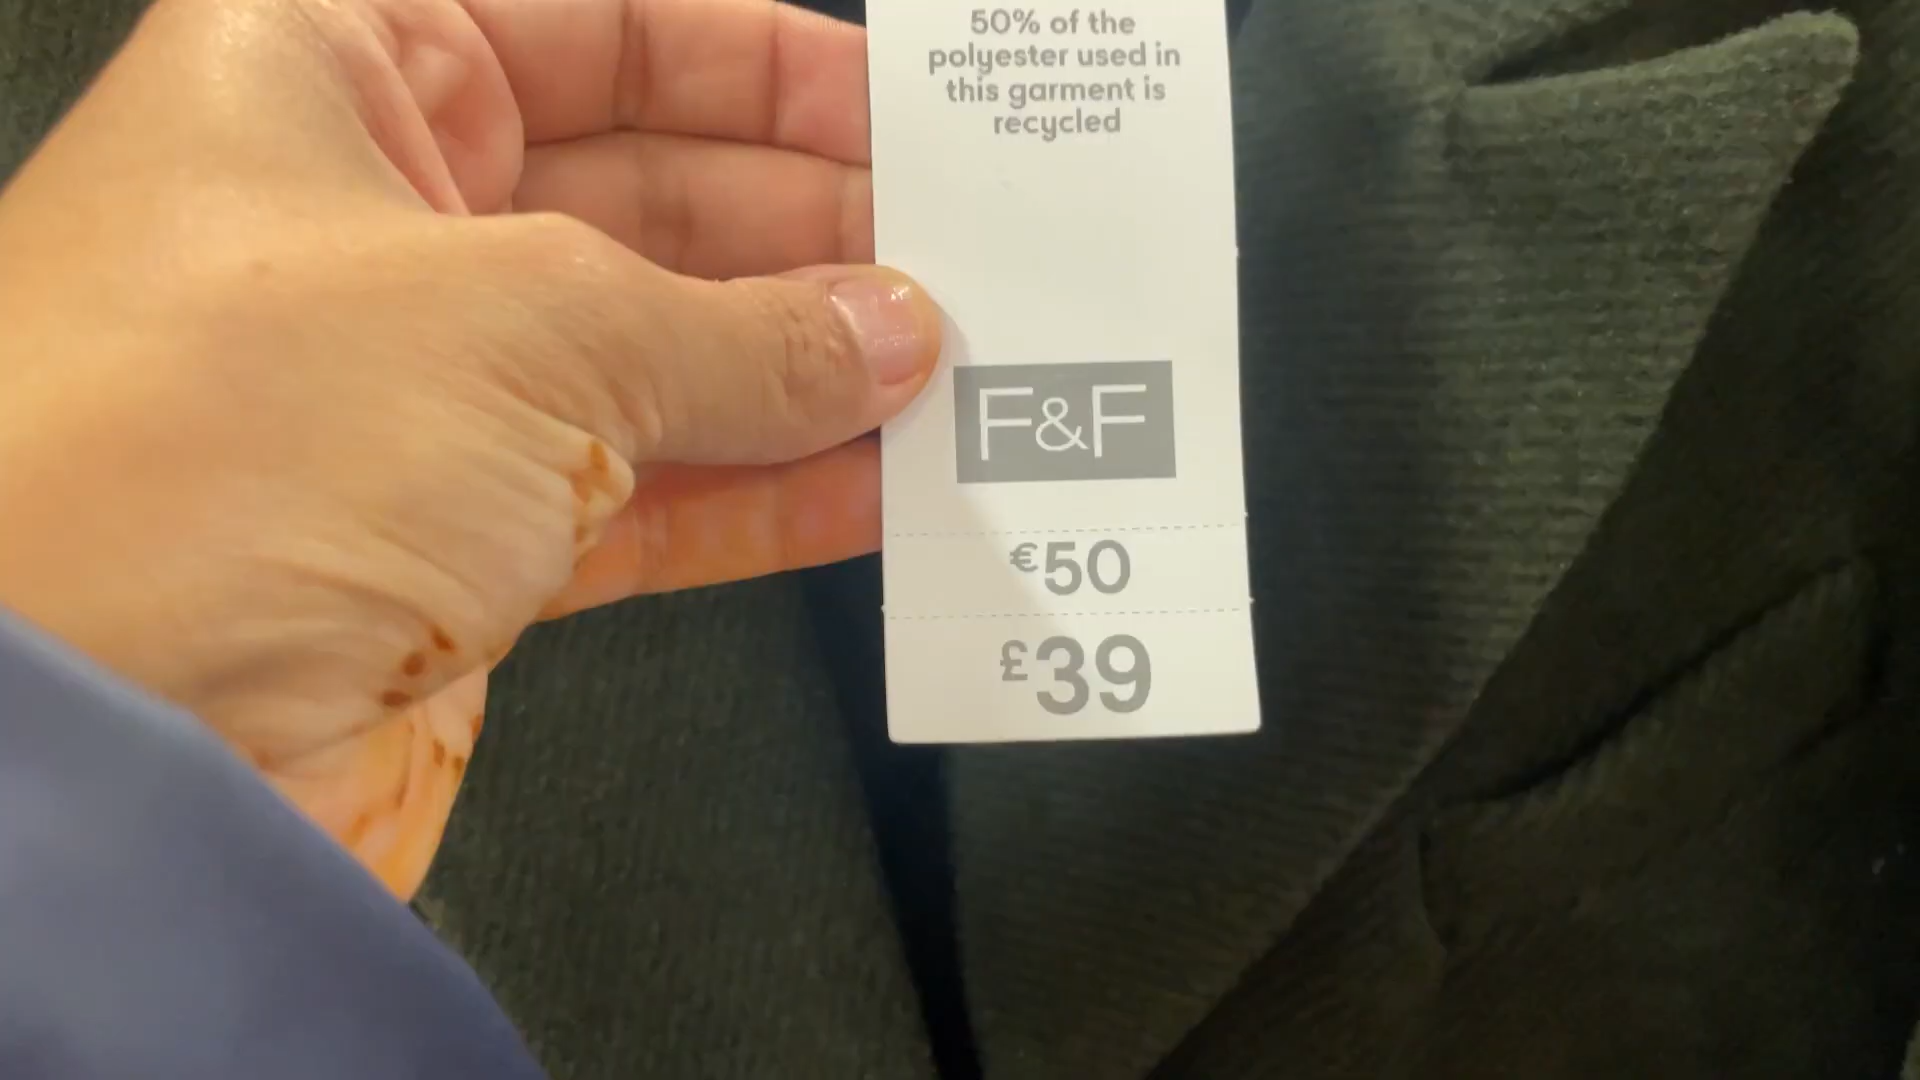 50% of the
polyester used in
this garment is
recycled
F&F
€50
£39